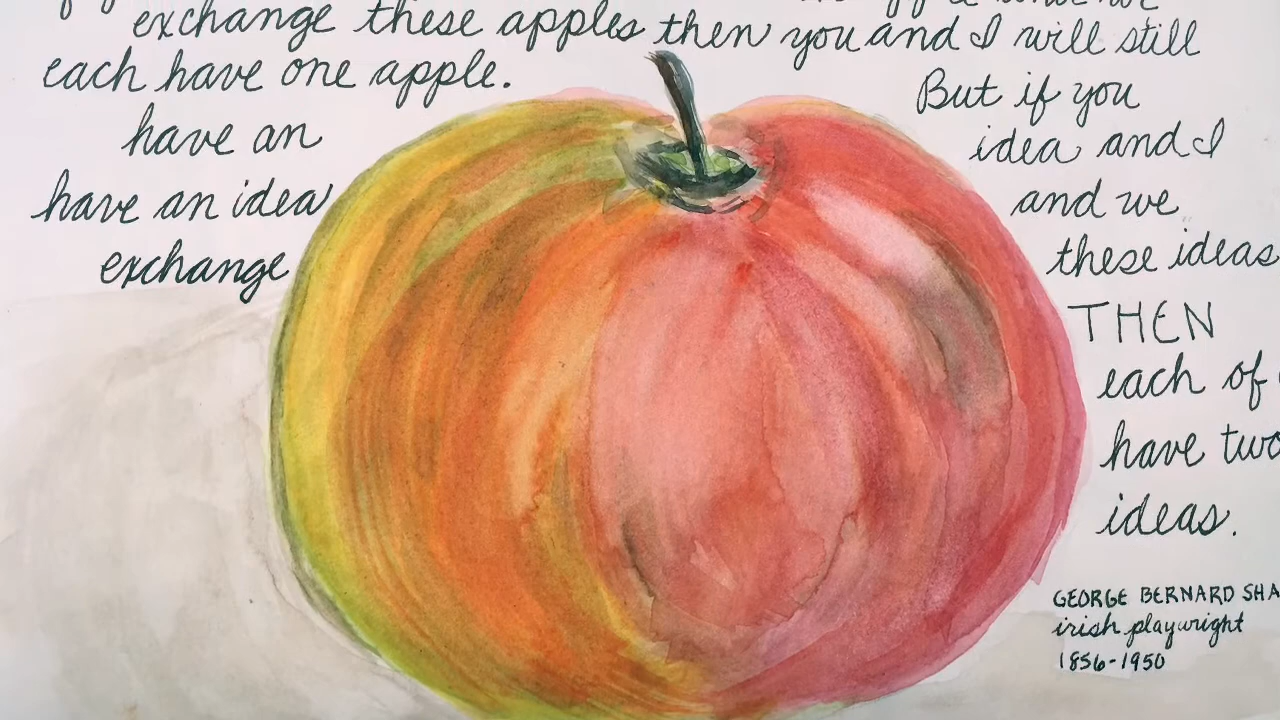 exchange these apples then you and I will still
each have one apple. But if you
have an idea and I
have an idea and we
exchange these ideas
THEN
each of
have two
ideas.
GEORGE BERNARD SHA
irish playwright
1856-1950